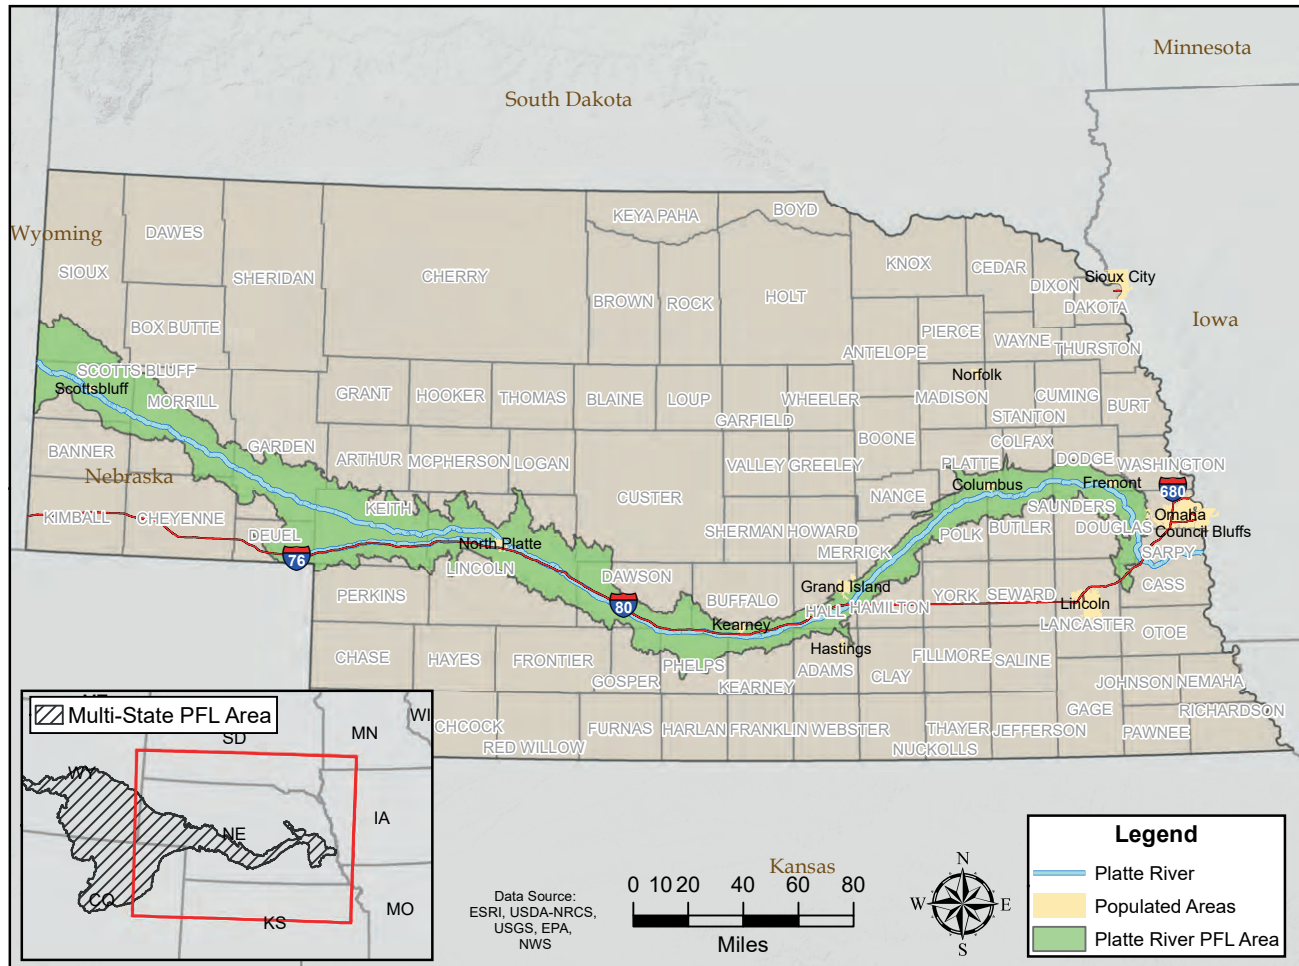 Minnesota
South Dakota
Wyoming
Iowa
Nebraska
Kansas
KEYA PAHA
BOYD
DAWES
SIOUX
SHERIDAN
CHERRY
BROWN
ROCK
HOLT
KNOX
CEDAR
DIXON
Sioux City
DAKOTA
BOX BUTTE
PIERCE
WAYNE
THURSTON
ANTELOPE
SCOTTS BLUFF
Scottsbluff
MORRILL
GRANT
HOOKER
THOMAS
BLAINE
LOUP
GARFIELD
WHEELER
Norfolk
MADISON
STANTON
CUMING
BURT
BANNER
GARDEN
ARTHUR
MCPHERSON
LOGAN
CUSTER
VALLEY
GREELEY
BOONE
PLATTE
COLFAX
DODGE
WASHINGTON
Columbus
Fremont
680
KIMBALL
CHEYENNE
DEUEL
KEITH
NANCE
SAUNDERS
BUTLER
DOUGLAS
Omaha
Council Bluffs
76
North Platte
LINCOLN
SHERMAN
HOWARD
MERRICK
POLK
SARPY
CASS
PERKINS
DAWSON
80
BUFFALO
Grand Island
HALL
HAMILTON
YORK
SEWARD
Lincoln
LANCASTER
OTOE
Kearney
Hastings
CHASE
HAYES
FRONTIER
GOSPER
PHELPS
KEARNEY
ADAMS
CLAY
FILLMORE
SALINE
JOHNSON
NEMAHA
GAGE
RICHARDSON
CHCOCK
RED WILLOW
FURNAS
HARLAN
FRANKLIN
WEBSTER
NUCKOLLS
THAYER
JEFFERSON
PAWNEE
Multi-State PFL Area
SD
MN
WI
WY
NE
IA
CO
KS
MO
Data Source:
ESRI, USDA-NRCS,
USGS, EPA,
NWS
0 10 20 40 60 80
Miles
N
W E
S
Legend
Platte River
Populated Areas
Platte River PFL Area